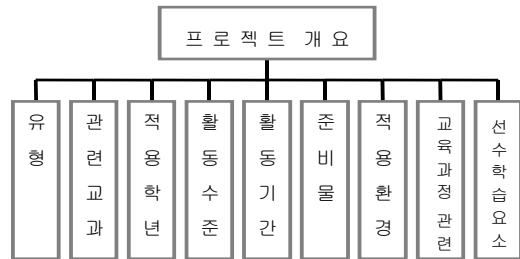 프로젝트 개요
유형
관련교과
적용학년
활동수준
활동기간
준비물
적용환경
교육과정 관련
선수학습요소